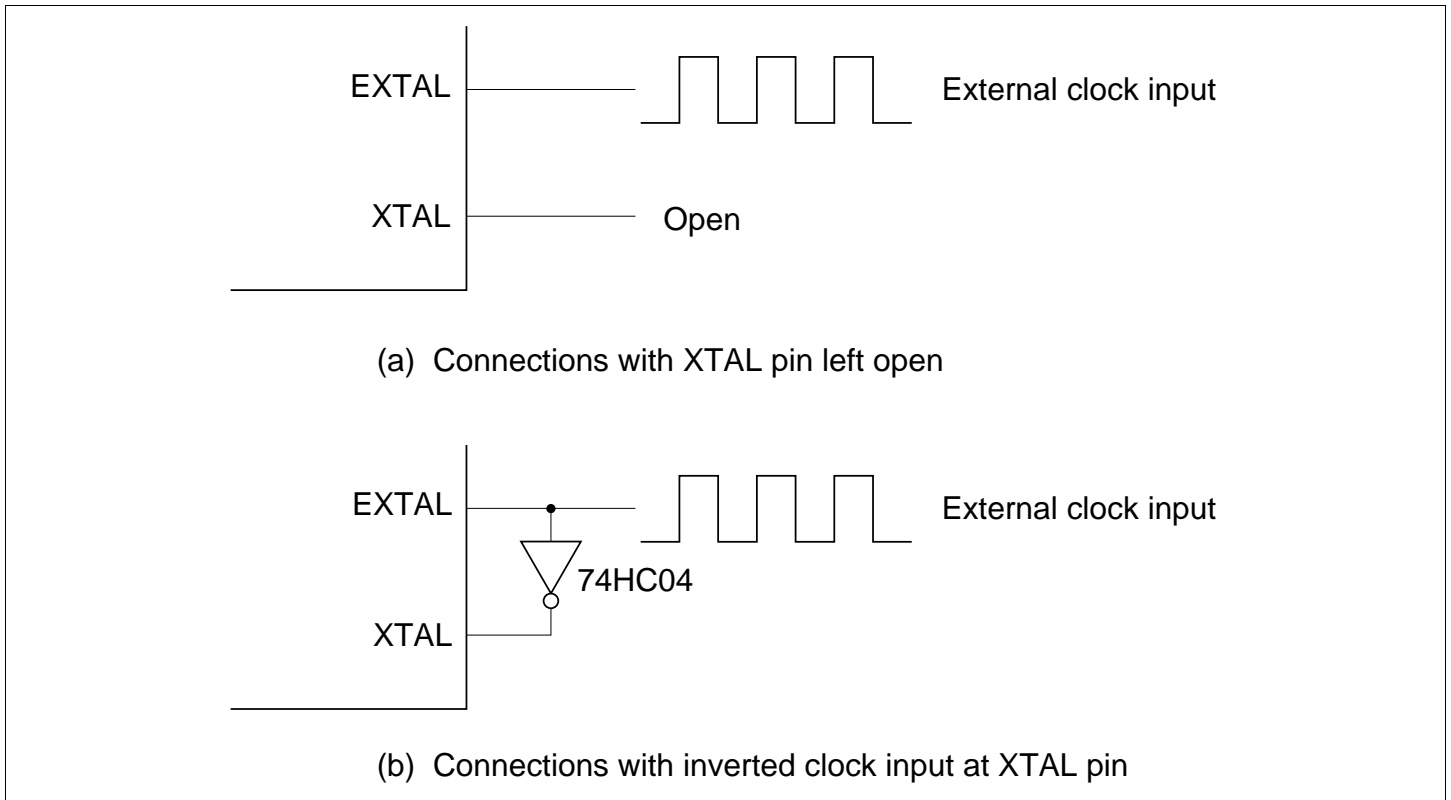 EXTAL
External clock input
XTAL
Open
(a) Connections with XTAL pin left open
EXTAL
External clock input
74HC04
XTAL
(b) Connections with inverted clock input at XTAL pin